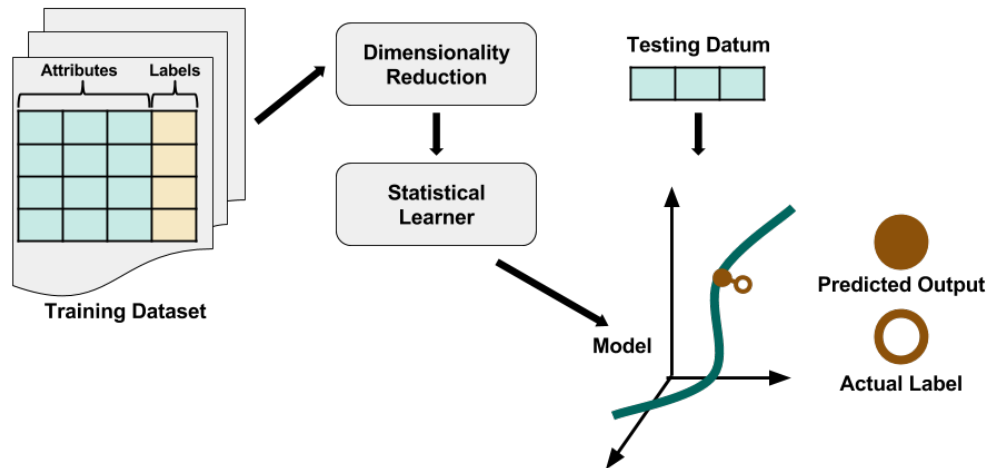 Attributes
Labels
Training Dataset
Dimensionality
Reduction
Statistical
Learner
Testing Datum
Model
Predicted Output
Actual Label